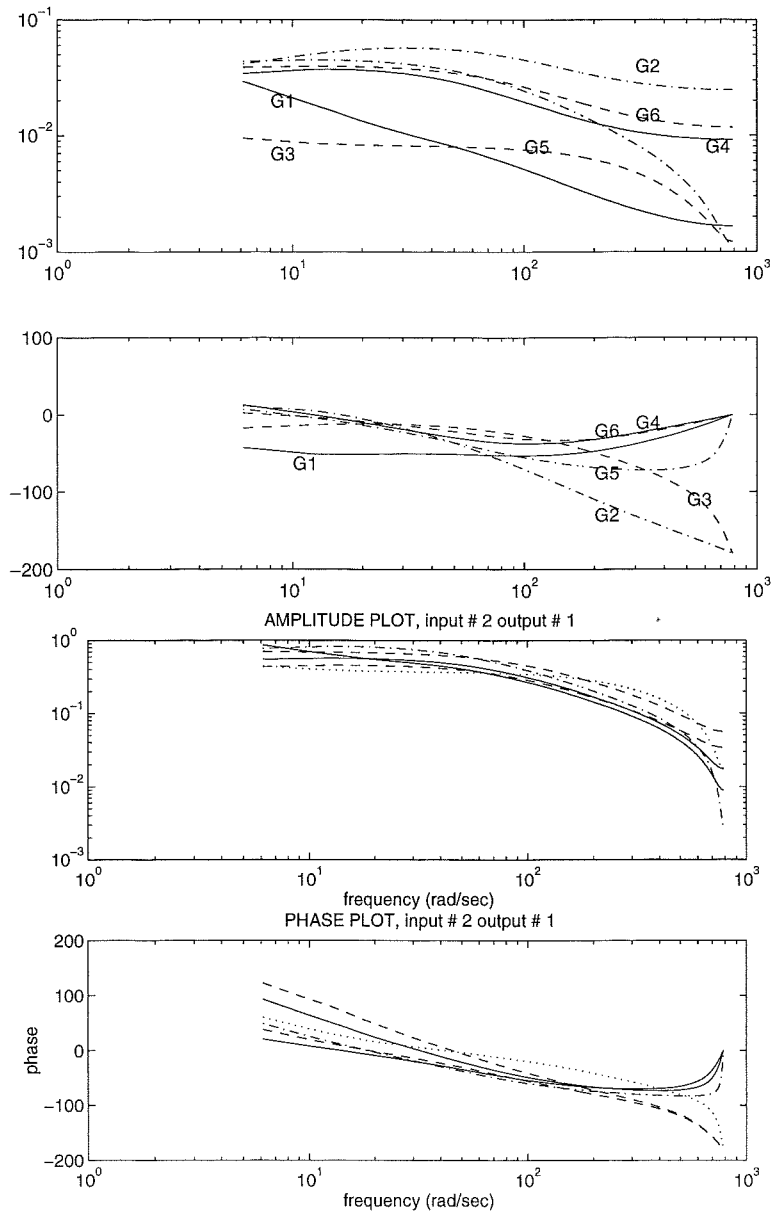 10^-1
G2
G1
G6
10^-2
G3
G5
G4
10^-3
10^0
10^1
10^2
10^3
100
0
G6
G4
G1
G5
-100
G3
G2
-200
10^0
10^1
10^2
10^3
AMPLITUDE PLOT, input # 2 output # 1
10^0
10^-1
10^-2
10^-3
10^0
10^1
10^2
10^3
frequency (rad/sec)
PHASE PLOT, input # 2 output # 1
200
100
0
phase
-100
-200
10^0
10^1
10^2
10^3
frequency (rad/sec)